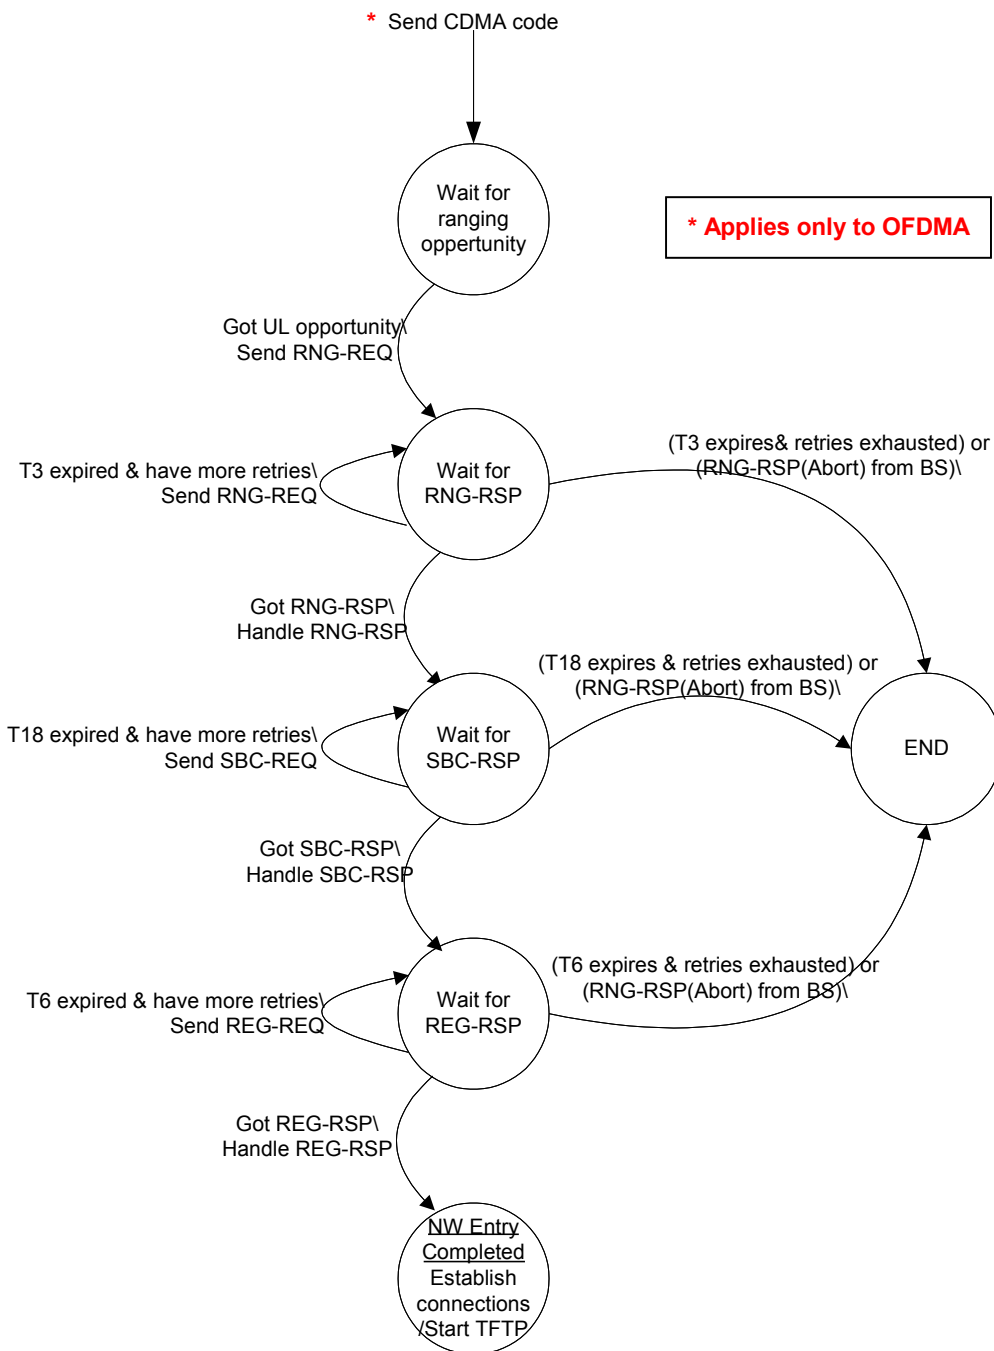 * Send CDMA code
Wait for
ranging
oppertunity
* Applies only to OFDMA
Got UL opportunity\
Send RNG-REQ
T3 expired & have more retries\
Send RNG-REQ
Wait for
RNG-RSP
(T3 expires& retries exhausted) or
(RNG-RSP(Abort) from BS)\
Got RNG-RSP\
Handle RNG-RSP
T18 expired & have more retries\
Send SBC-REQ
Wait for
SBC-RSP
(T18 expires & retries exhausted) or
(RNG-RSP(Abort) from BS)\
END
Got SBC-RSP\
Handle SBC-RSP
T6 expired & have more retries\
Send REG-REQ
Wait for
REG-RSP
(T6 expires & retries exhausted) or
(RNG-RSP(Abort) from BS)\
Got REG-RSP\
Handle REG-RSP
NW Entry
Completed
Establish
connections
/Start TFTP